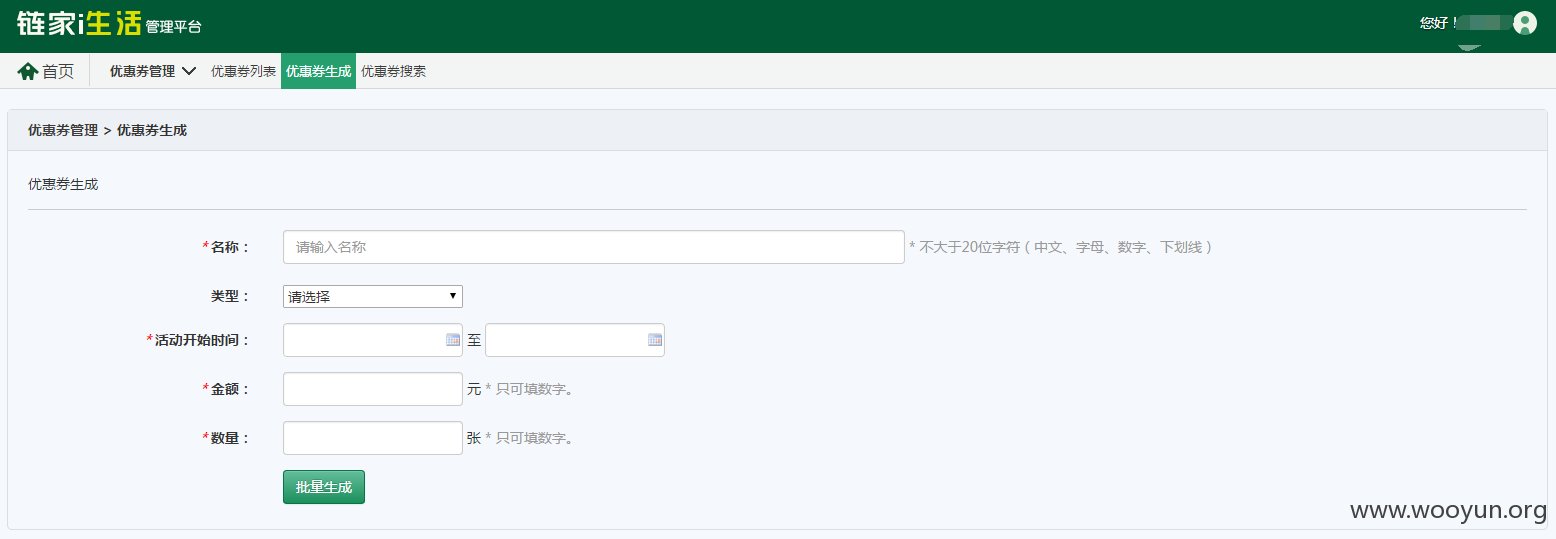 链家i生活 管理平台
您好！
首页 优惠券管理 优惠券列表 优惠券生成 优惠券搜索
优惠券管理 > 优惠券生成
优惠券生成
*名称： 请输入名称 * 不大于20位字符（中文、字母、数字、下划线）
类型： 请选择
*活动开始时间： 至
*金额： 元 * 只可填数字。
*数量： 张 * 只可填数字。
批量生成
www.wooyun.org